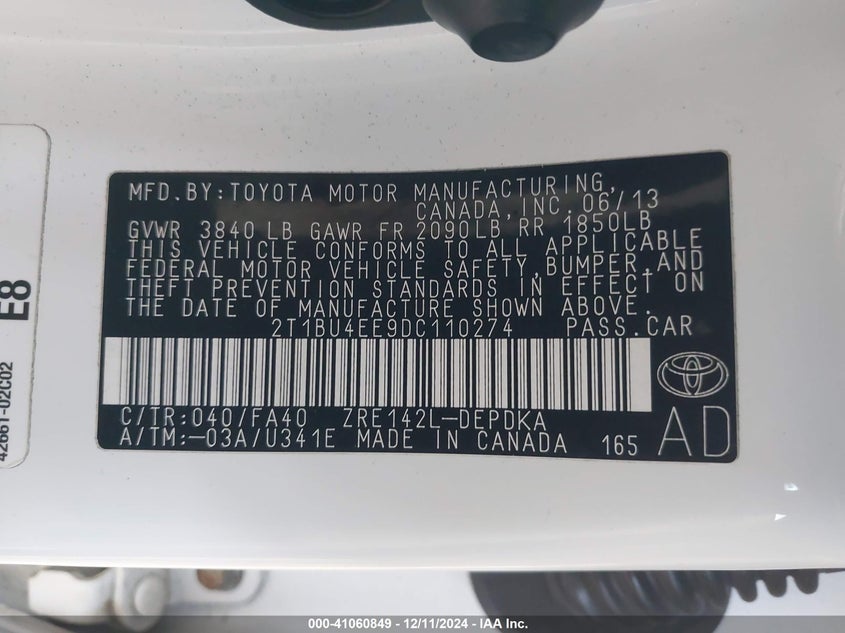 MFD.BY:TOYOTA MOTOR MANUFACTURING,
CANADA,INC. 06/13
GVWR 3840 LB GAWR FR 2090LB RR 1850LB
THIS VEHICLE CONFORMS TO ALL APPLICABLE
FEDERAL MOTOR VEHICLE SAFETY,BUMPER,AND
THEFT PREVENTION STANDARDS IN EFFECT ON
THE DATE OF MANUFACTURE SHOWN ABOVE.
2T1BU4EE9DC110274 PASS.CAR
C/TR:040/FA40 ZRE142L-DEPDKA
A/TM:-03A/U341E MADE IN CANADA 165
AD
E8
42661-02C02
000-41060849 - 12/11/2024 - IAA Inc.